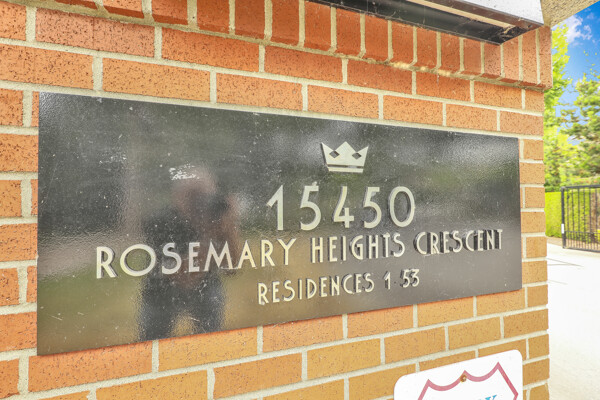 15450
ROSEMARY HEIGHTS CRESCENT
RESIDENCES 1 53